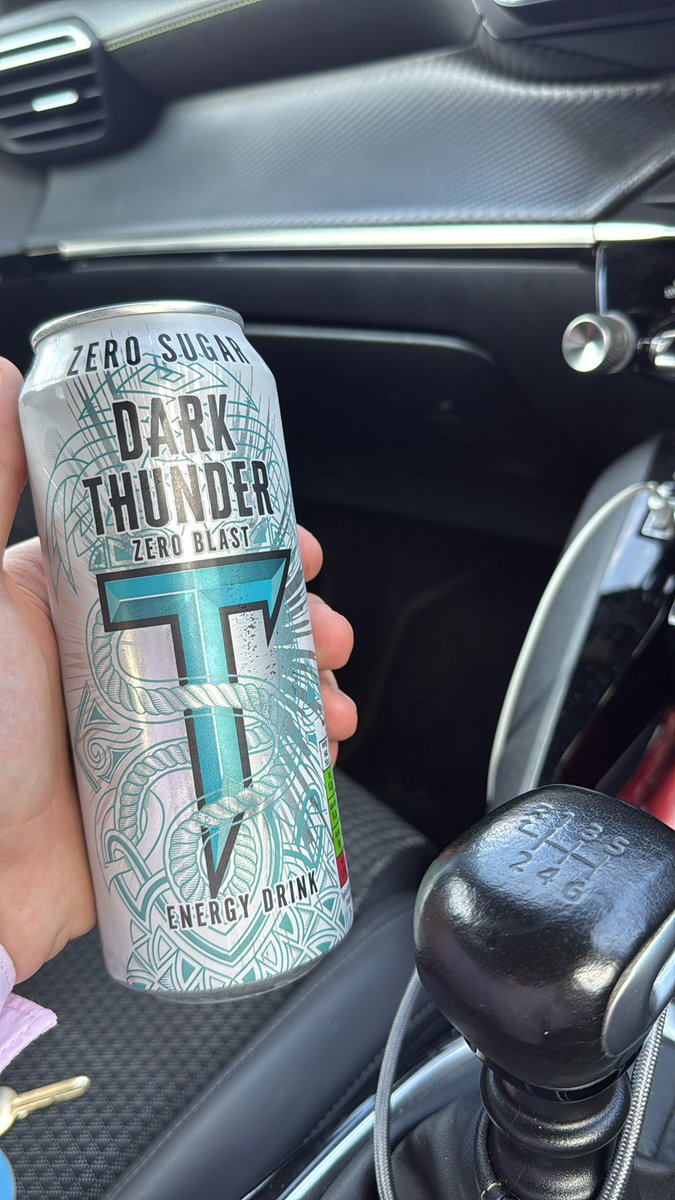 ZERO SUGAR
DARK
THUNDER
ZERO BLAST
T
ENERGY DRINK
R 1 3 5
2 4 6